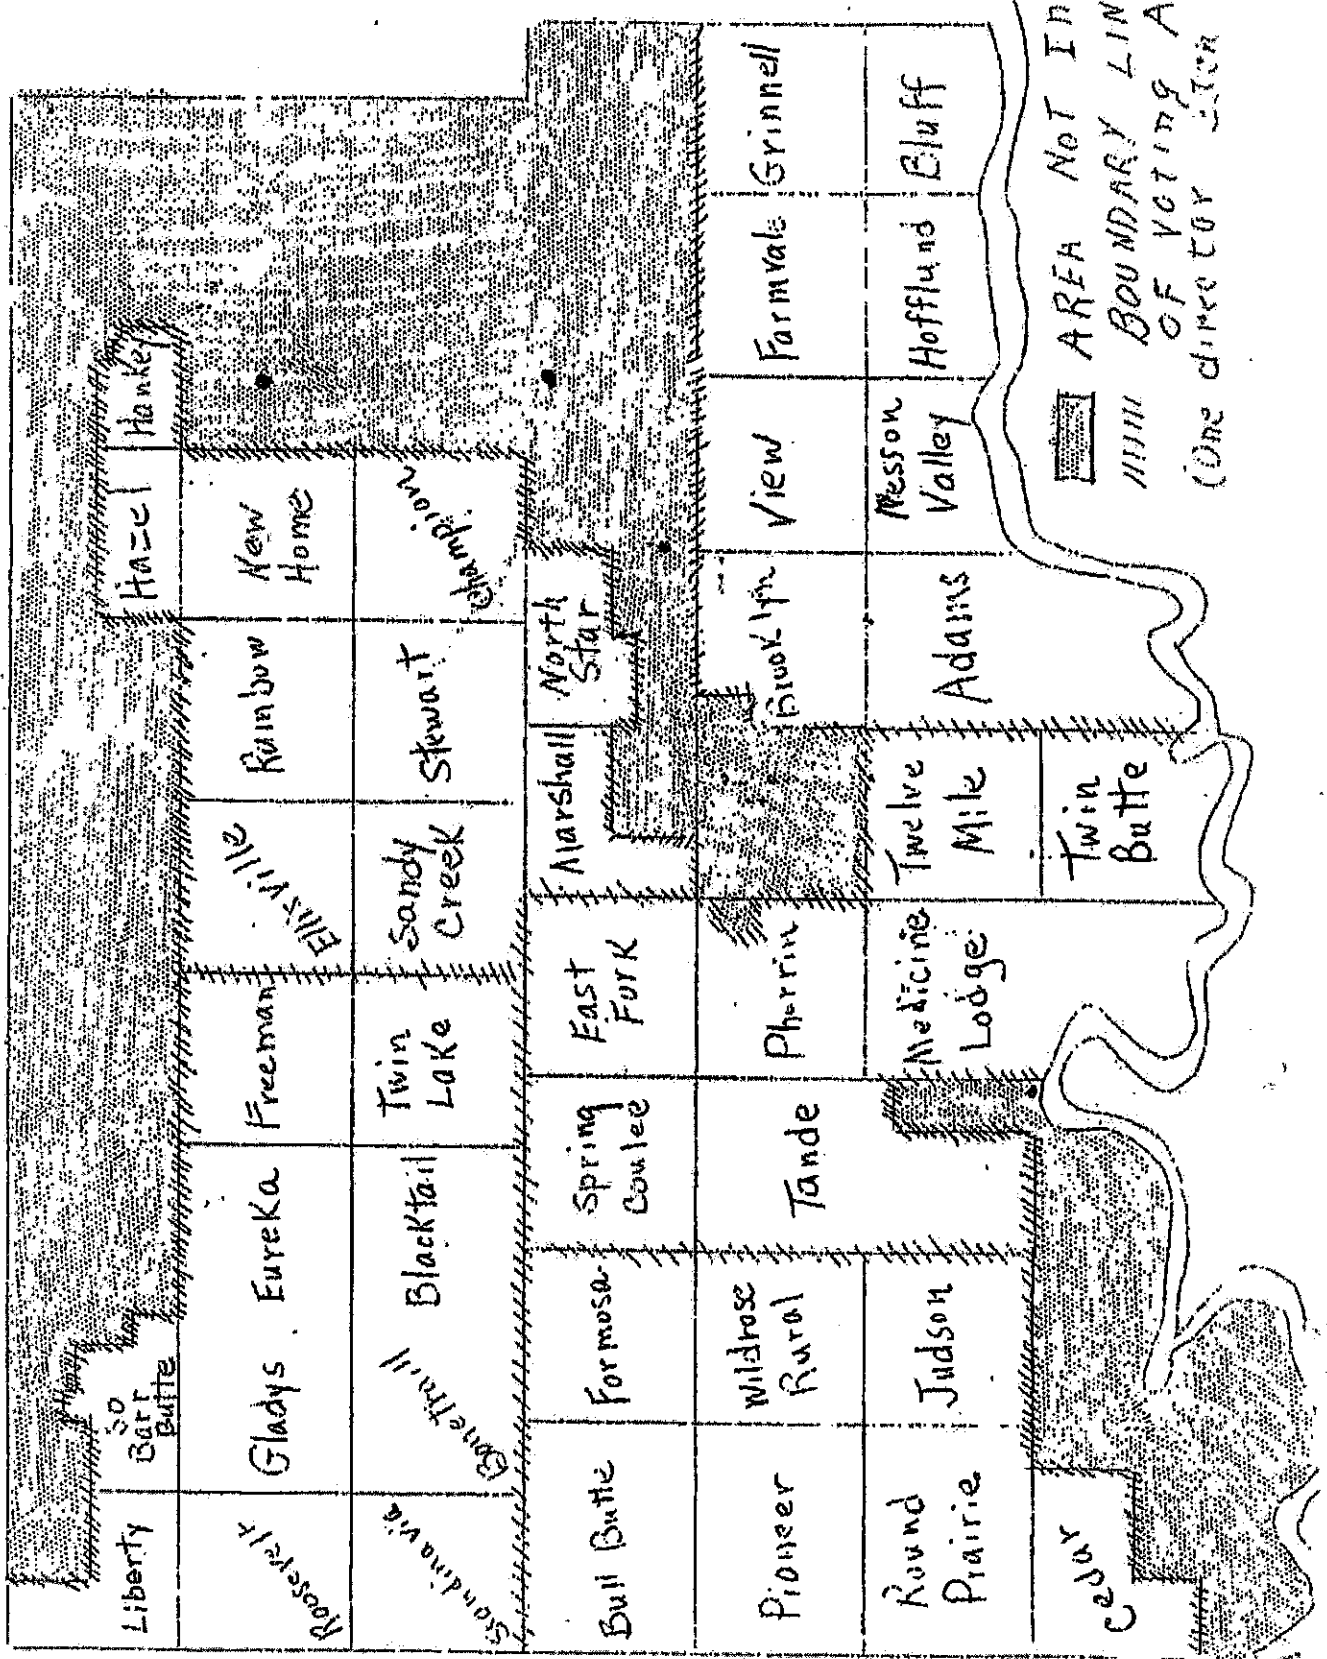 Liberty
So
Barr
Butte
Hazel
Hankey
Roosevelt
Gladys
Eureka
Freeman
Ellisville
Rainbow
New
Home
Scandinavia
Bonetraill
Blacktail
Twin
Lake
Sandy
Creek
Stewart
Champion
Bull Butte
Formosa
Spring
Coulee
East
Fork
Marshall
North
Star
Pioneer
Wildrose
Rural
Tande
Pherrin
Brooklyn
View
Farmvale
Grinnell
Round
Prairie
Judson
Medicine
Lodge
Twelve
Mile
Adams
Nesson
Valley
Hofflund
Bluff
Cedar
Twin
Butte
AREA NOT In
BOUNDARY LIN
OF VOTING A
(One director